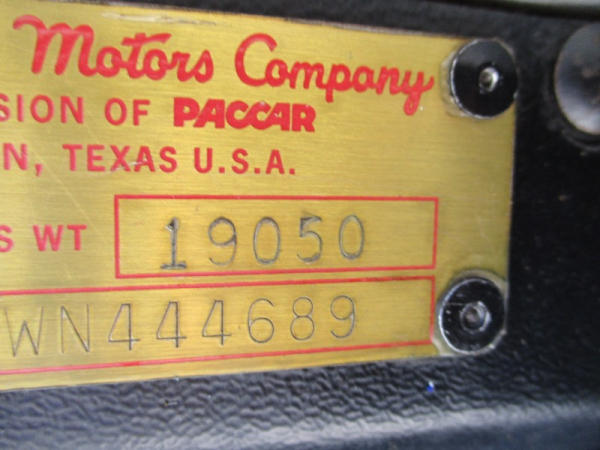 Motors Company
SION OF PACCAR
N, TEXAS U.S.A.
S WT 19050
WN444689